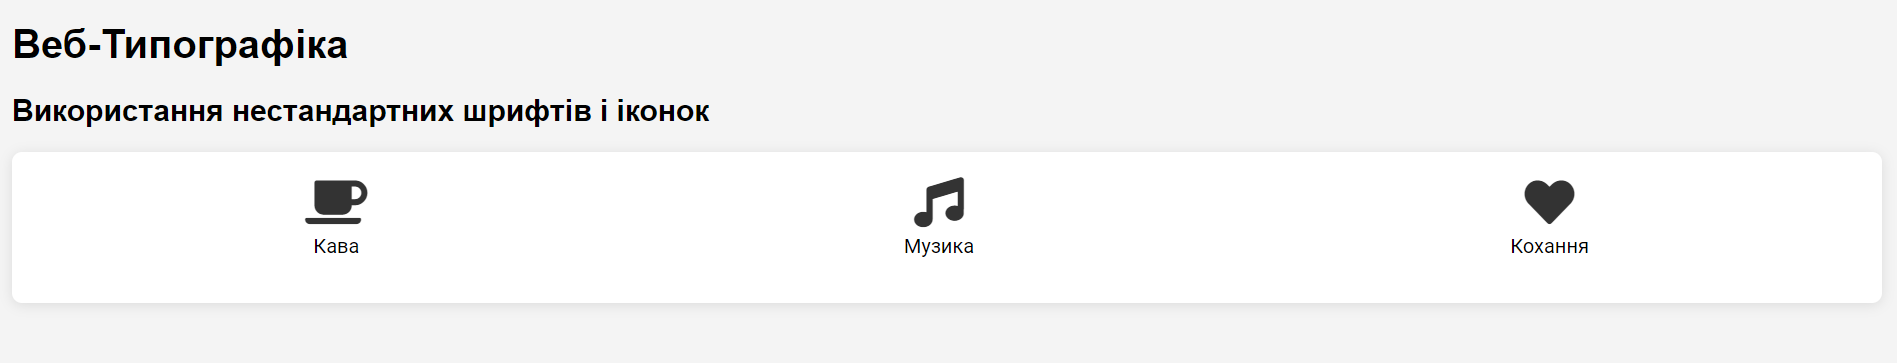 Веб-Типографіка
Використання нестандартних шрифтів і іконок
Кава
Музика
Кохання